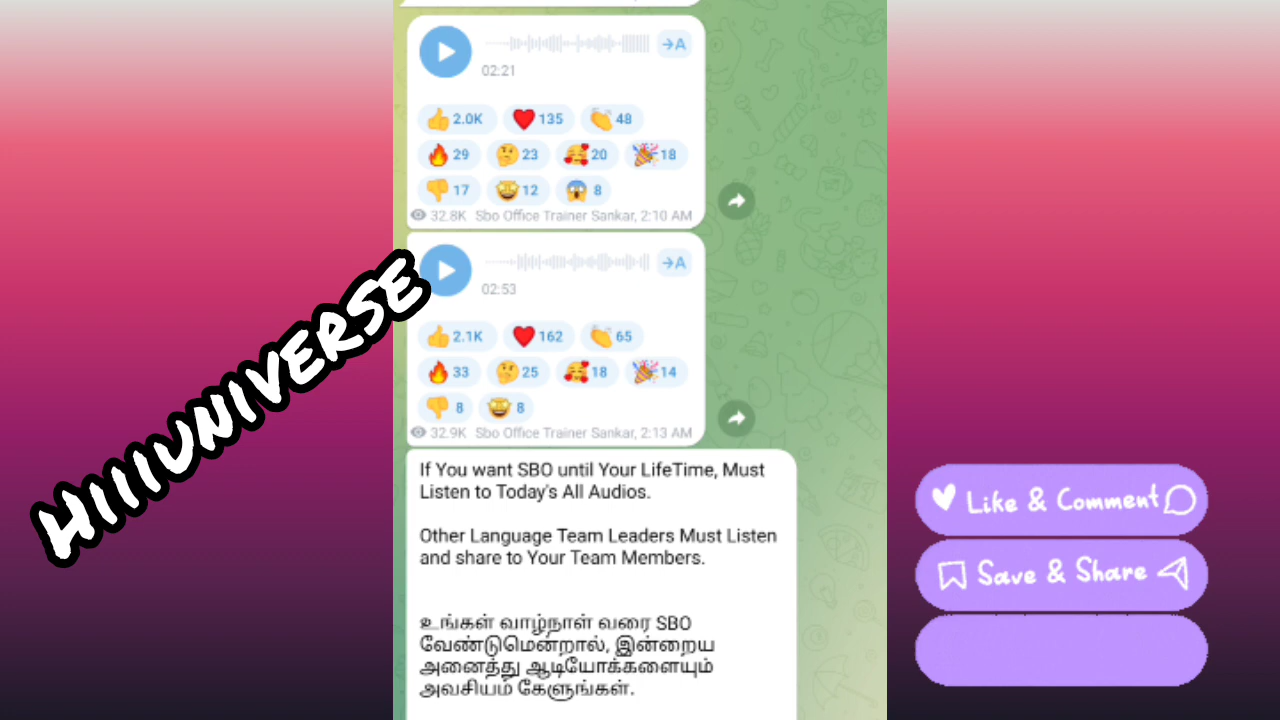 →A
02:21
👍 2.0K ❤️ 135 👏 48
🔥 29 🤔 23 🥰 20 🎉 18
👎 17 🤓 12 😱 8
32.8K Sbo Office Trainer Sankar, 2:10 AM
→A
02:53
👍 2.1K ❤️ 162 👏 65
🔥 33 🤔 25 🥰 18 🎉 14
👎 8 🤓 8
32.9K Sbo Office Trainer Sankar, 2:13 AM
If You want SBO until Your LifeTime, Must
Listen to Today's All Audios.
Other Language Team Leaders Must Listen
and share to Your Team Members.
உங்கள் வாழ்நாள் வரை SBO
வேண்டுமென்றால், இன்றைய
அனைத்து ஆடியோக்களையும்
அவசியம் கேளுங்கள்.
HIIIUNIVERSE
Like & Comment
Save & Share